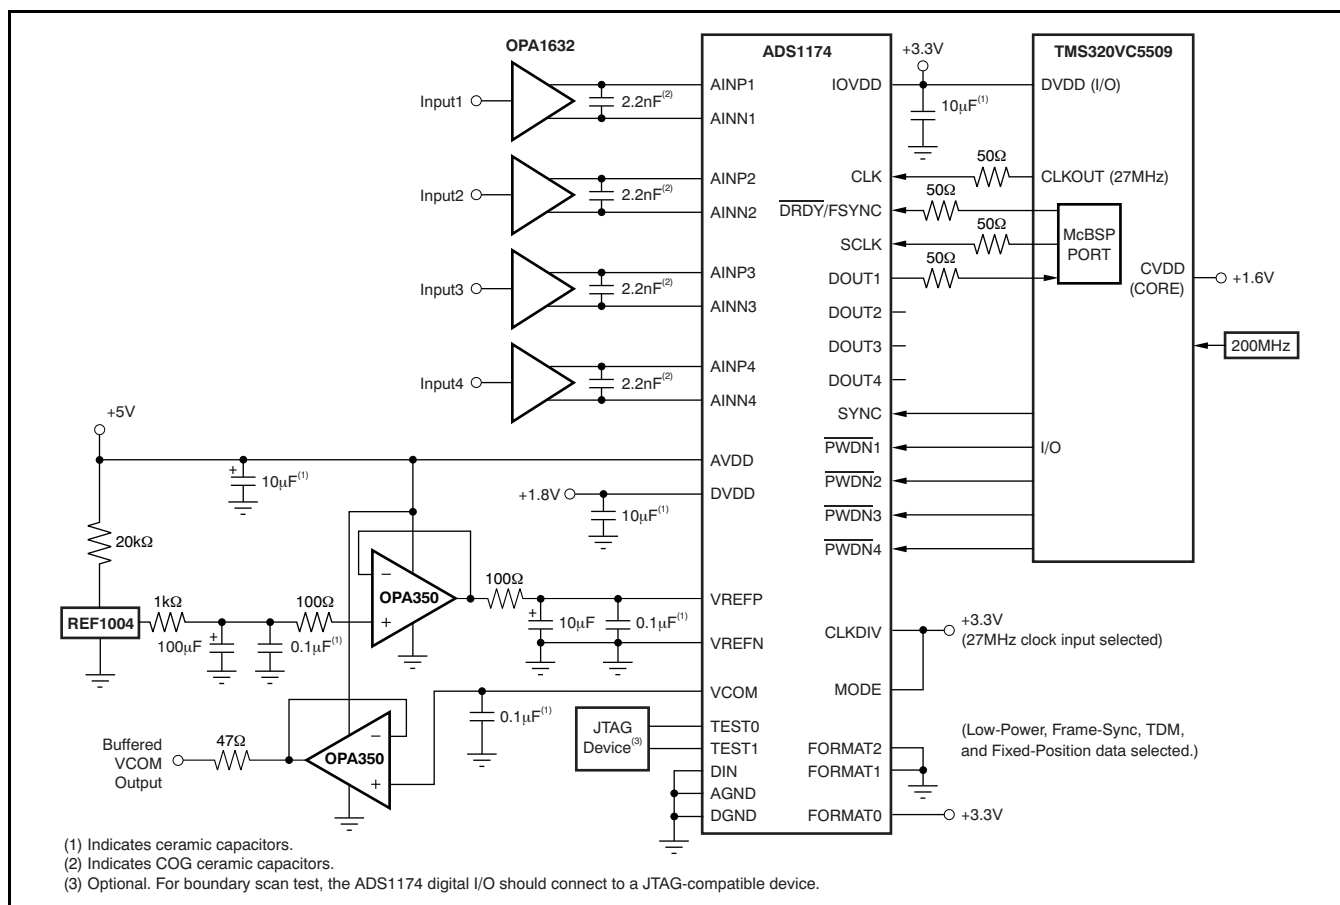 OPA1632
ADS1174
TMS320VC5509
+3.3V
Input1
2.2nF(2)
AINP1
AINN1
IOVDD
10µF(1)
DVDD (I/O)
Input2
2.2nF(2)
AINP2
AINN2
CLK
50Ω
CLKOUT (27MHz)
DRDY/FSYNC
50Ω
SCLK
50Ω
McBSP
PORT
Input3
2.2nF(2)
AINP3
AINN3
DOUT1
50Ω
CVDD
(CORE)
+1.6V
DOUT2
DOUT3
200MHz
Input4
2.2nF(2)
AINP4
AINN4
DOUT4
SYNC
+5V
PWDN1
I/O
10µF(1)
AVDD
PWDN2
+1.8V
DVDD
10µF(1)
PWDN3
PWDN4
20kΩ
−
OPA350
+
100Ω
REF1004
1kΩ
100Ω
+
100µF
0.1µF(1)
+
10µF
0.1µF(1)
+
VREFP
VREFN
CLKDIV
+3.3V
(27MHz clock input selected)
VCOM
MODE
0.1µF(1)
JTAG
Device(3)
TEST0
TEST1
(Low-Power, Frame-Sync, TDM,
and Fixed-Position data selected.)
Buffered
VCOM
Output
47Ω
OPA350
−
+
DIN
AGND
DGND
FORMAT2
FORMAT1
FORMAT0
+3.3V
(1) Indicates ceramic capacitors.
(2) Indicates COG ceramic capacitors.
(3) Optional. For boundary scan test, the ADS1174 digital I/O should connect to a JTAG-compatible device.